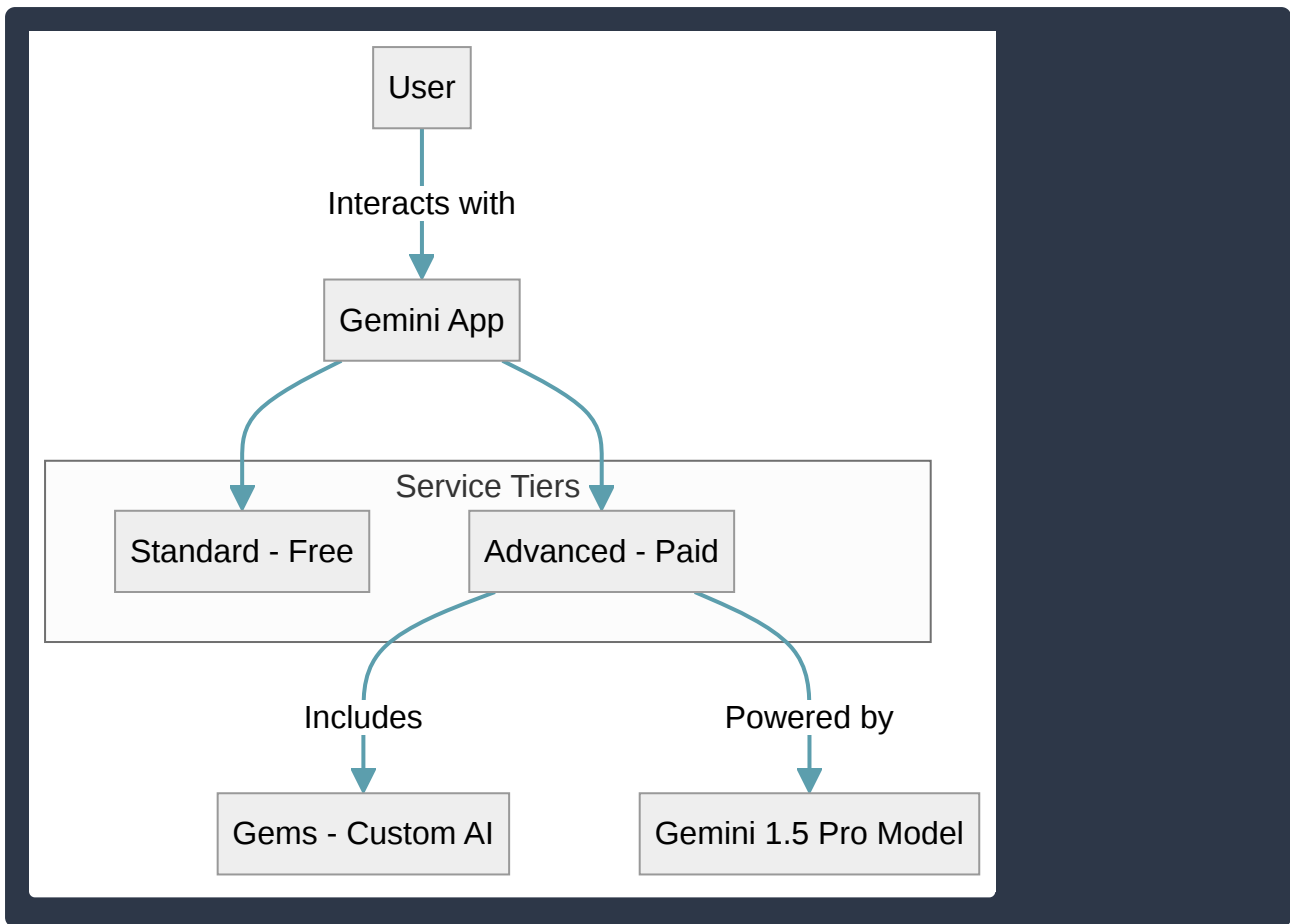 User
Interacts with
Gemini App
Service Tiers
Standard - Free
Advanced - Paid
Includes
Powered by
Gems - Custom AI
Gemini 1.5 Pro Model